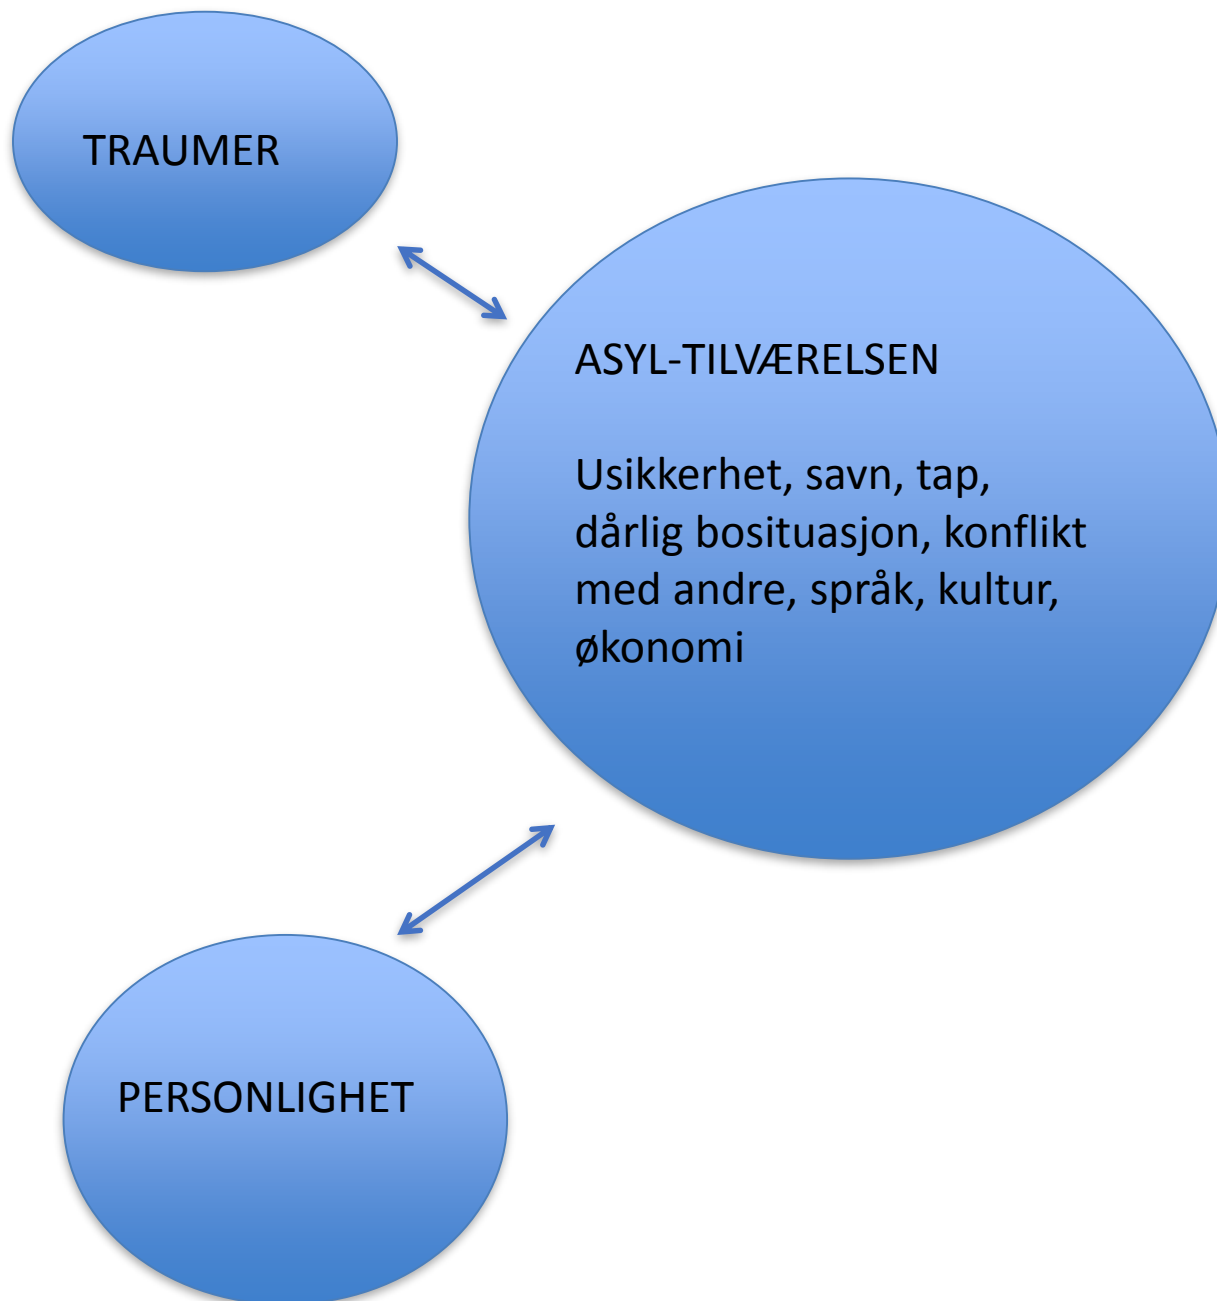 TRAUMER
ASYL-TILVÆRELSEN
Usikkerhet, savn, tap,
dårlig bosituasjon, konflikt
med andre, språk, kultur,
økonomi
PERSONLIGHET